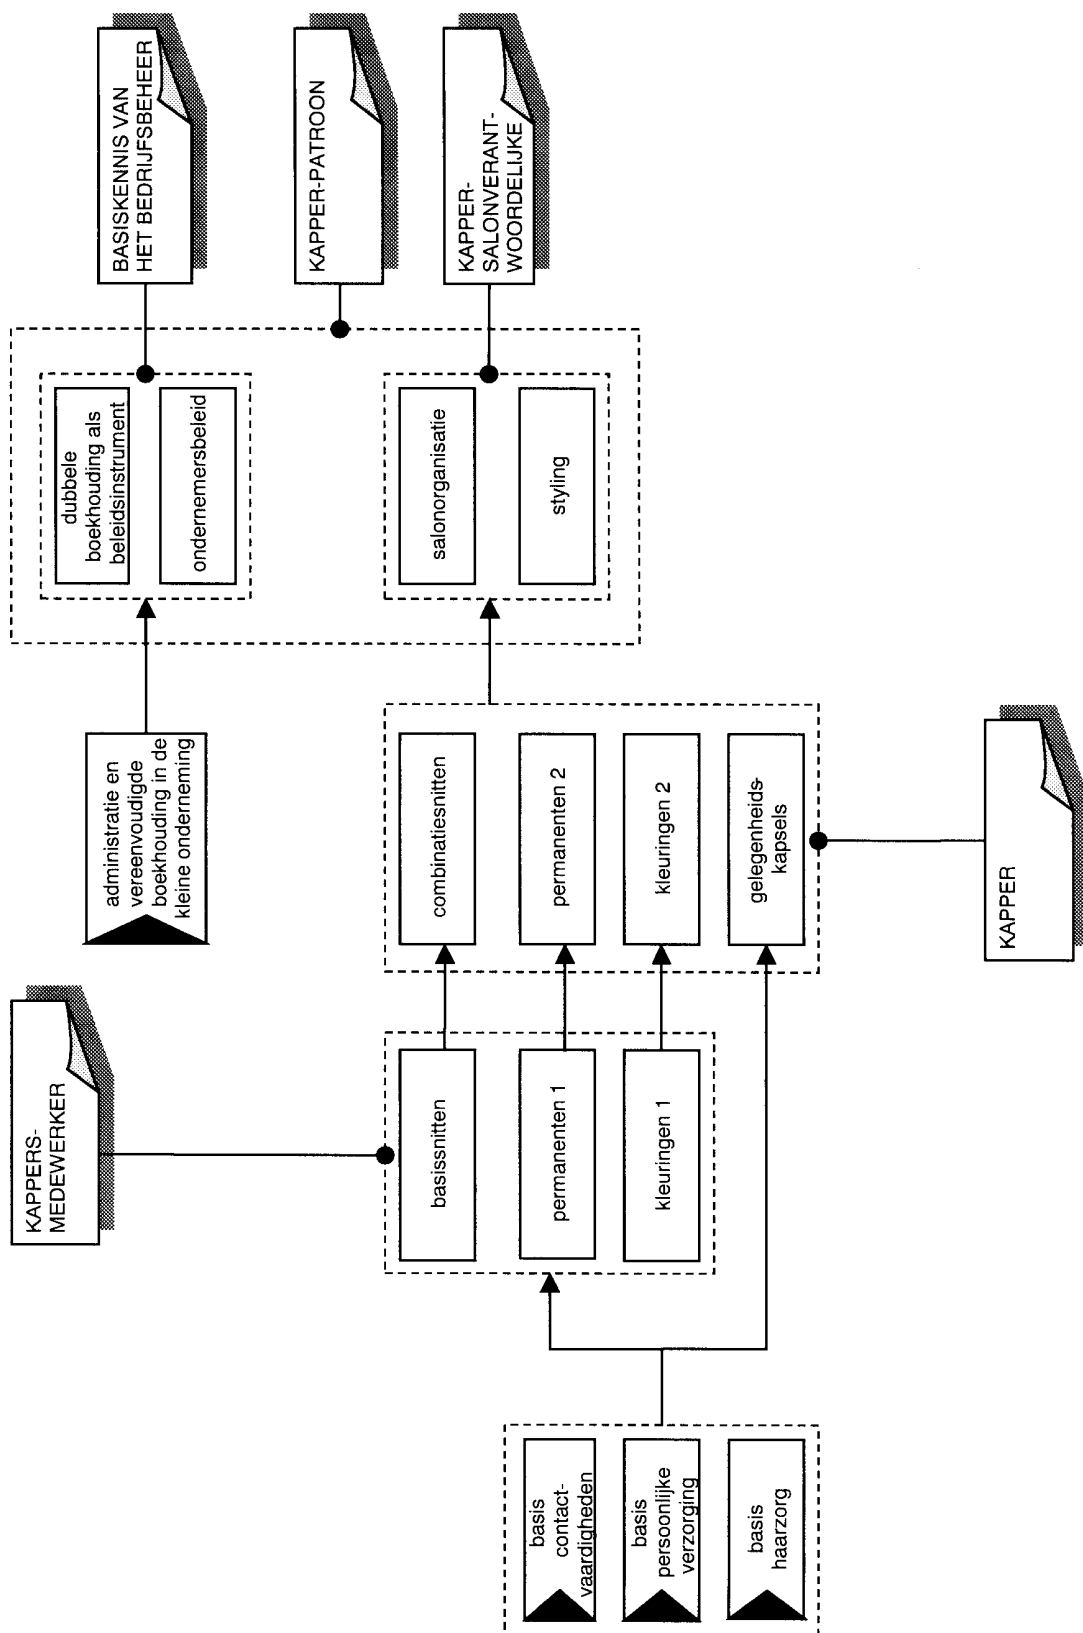 BASISKENNIS VAN
HET BEDRIJFSBEHEER
KAPPER-PATROON
KAPPER-
SALONVERANT-
WOORDELIJKE
dubbele
boekhouding als
beleidsinstrument
ondernemersbeleid
salonorganisatie
styling
administratie en
vereenvoudigde
boekhouding in de
kleine onderneming
combinatiesnitten
permanenten 2
kleuringen 2
gelegenheids-
kapsels
KAPPER
KAPPERS-
MEDEWERKER
basissnitten
permanenten 1
kleuringen 1
basis
contact-
vaardigheden
basis
persoonlijke
verzorging
basis
haarzorg